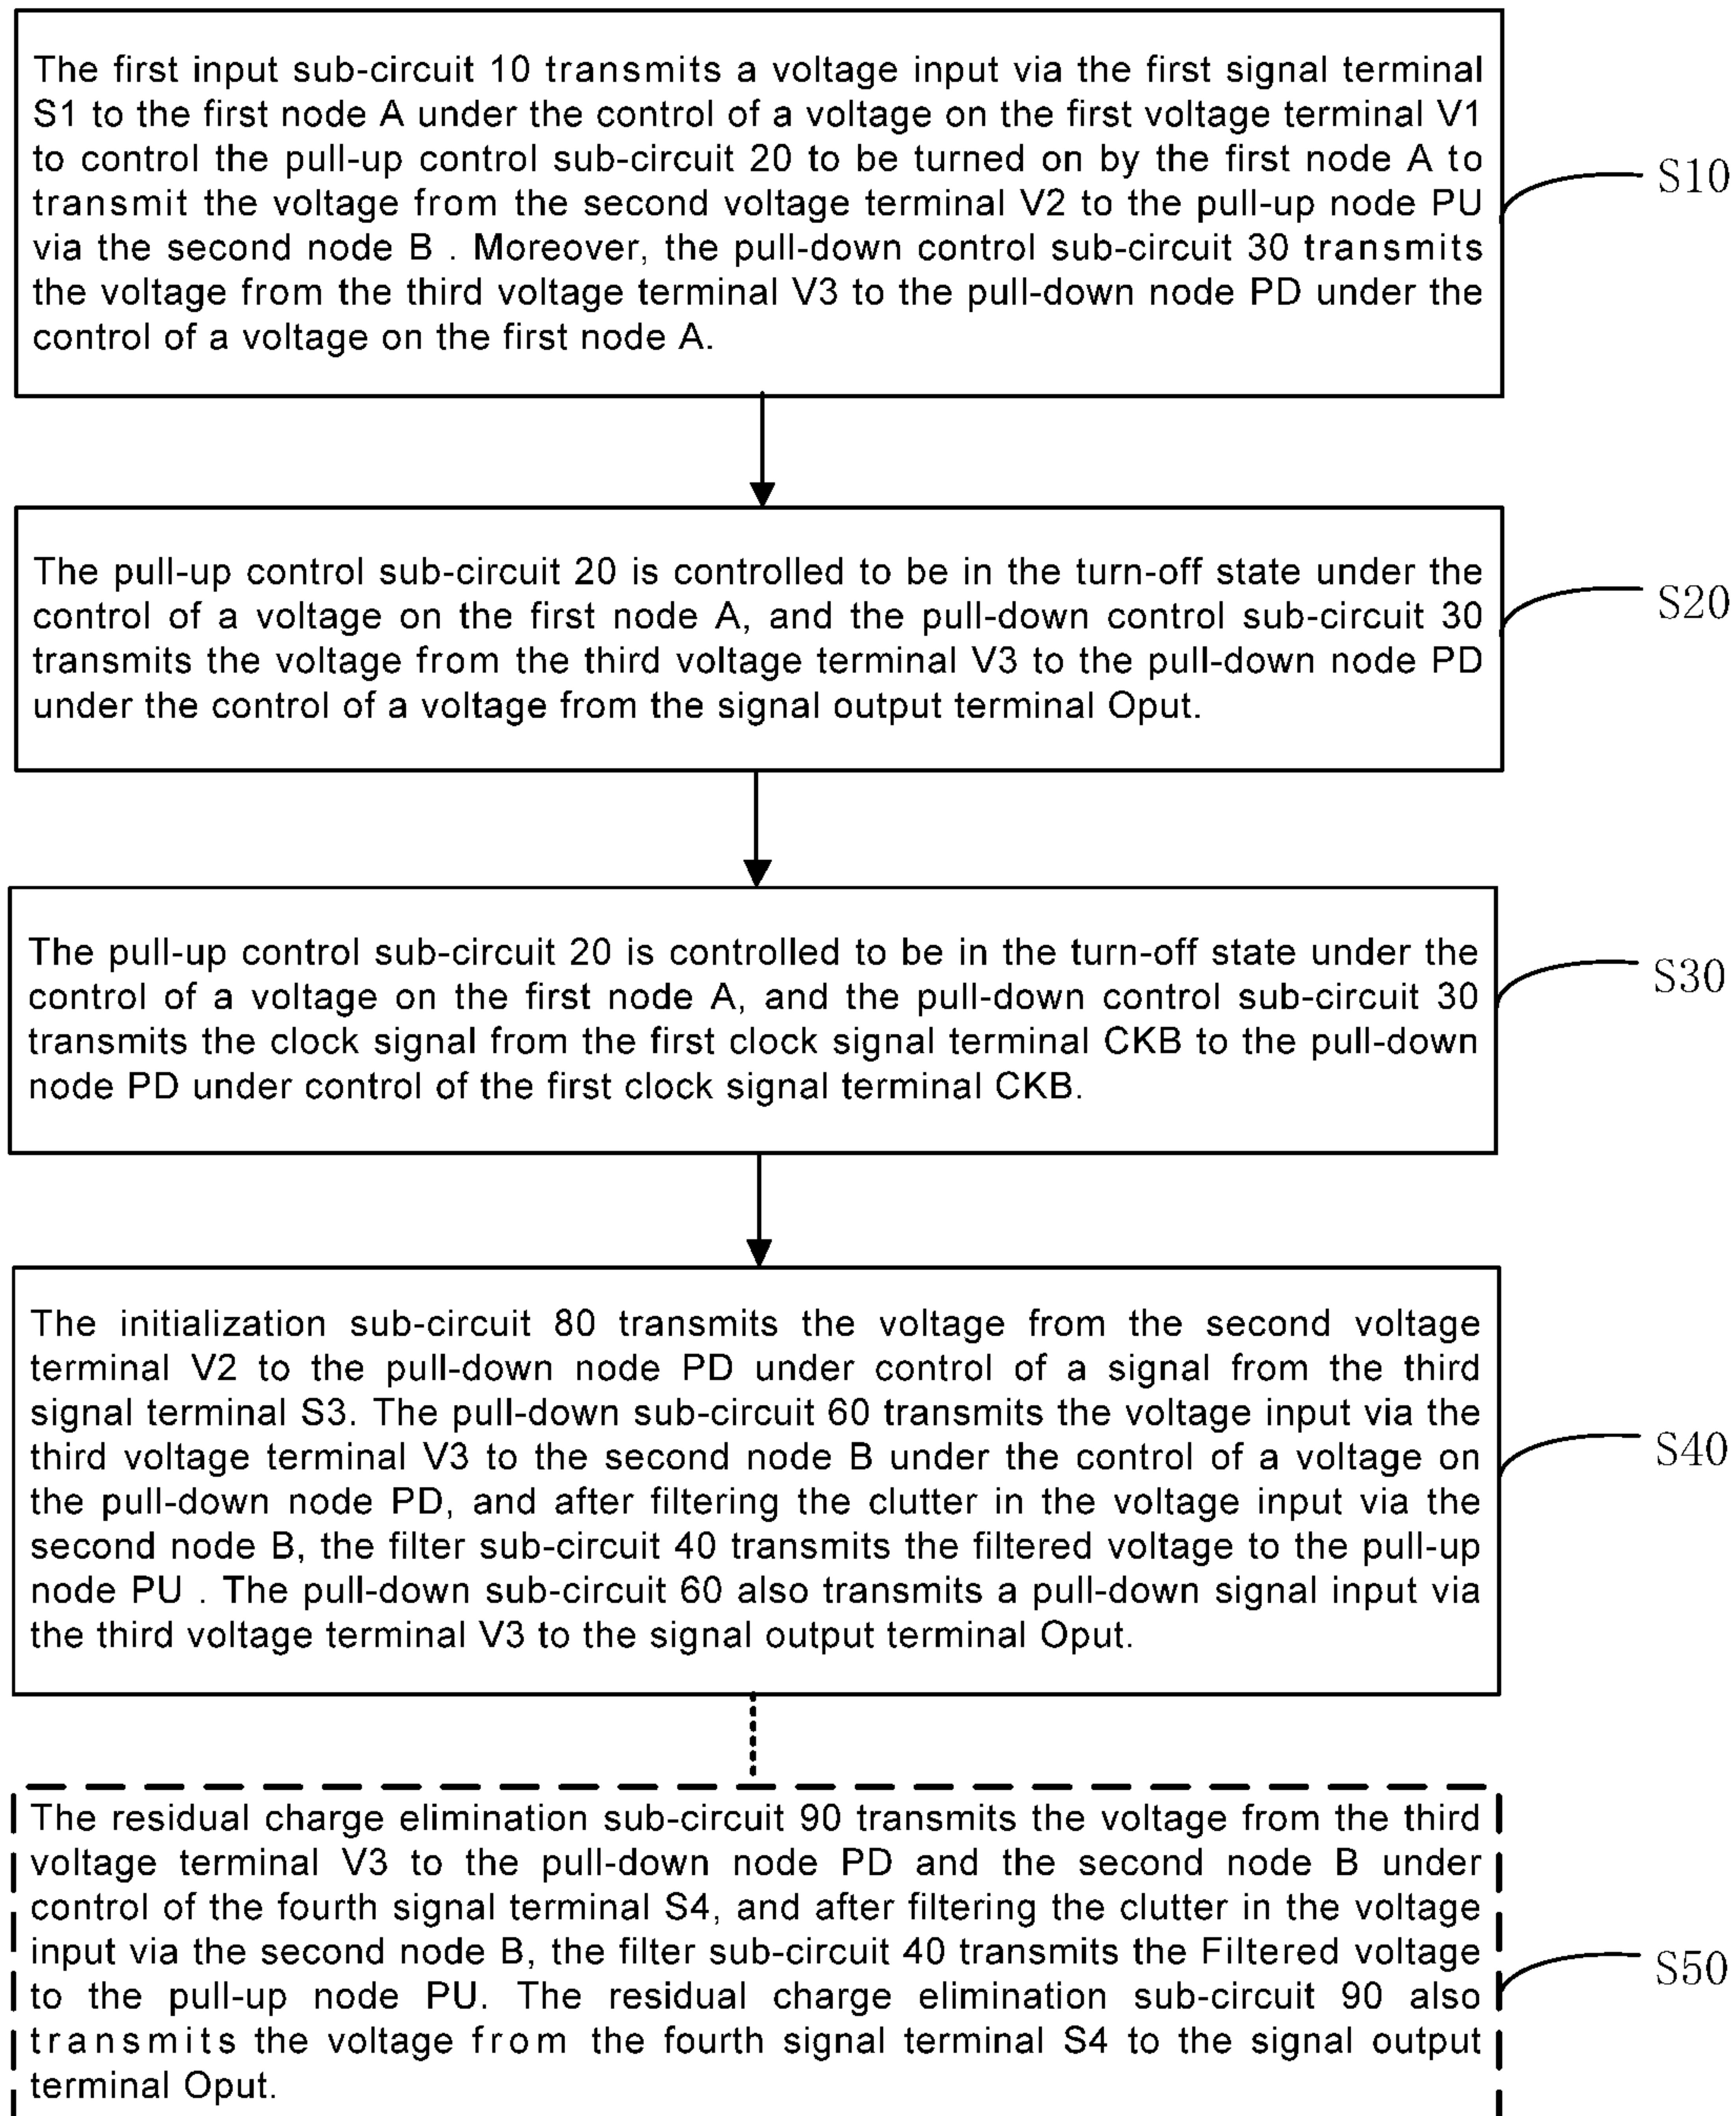 The first input sub-circuit 10 transmits a voltage input via the first signal terminal
S1 to the first node A under the control of a voltage on the first voltage terminal V1
to control the pull-up control sub-circuit 20 to be turned on by the first node A to
transmit the voltage from the second voltage terminal V2 to the pull-up node PU
via the second node B . Moreover, the pull-down control sub-circuit 30 transmits
the voltage from the third voltage terminal V3 to the pull-down node PD under the
control of a voltage on the first node A.
S10
The pull-up control sub-circuit 20 is controlled to be in the turn-off state under the
control of a voltage on the first node A, and the pull-down control sub-circuit 30
transmits the voltage from the third voltage terminal V3 to the pull-down node PD
under the control of a voltage from the signal output terminal Oput.
S20
The pull-up control sub-circuit 20 is controlled to be in the turn-off state under the
control of a voltage on the first node A, and the pull-down control sub-circuit 30
transmits the clock signal from the first clock signal terminal CKB to the pull-down
node PD under control of the first clock signal terminal CKB.
S30
The initialization sub-circuit 80 transmits the voltage from the second voltage
terminal V2 to the pull-down node PD under control of a signal from the third
signal terminal S3. The pull-down sub-circuit 60 transmits the voltage input via the
third voltage terminal V3 to the second node B under the control of a voltage on
the pull-down node PD, and after filtering the clutter in the voltage input via the
second node B, the filter sub-circuit 40 transmits the filtered voltage to the pull-up
node PU . The pull-down sub-circuit 60 also transmits a pull-down signal input via
the third voltage terminal V3 to the signal output terminal Oput.
S40
The residual charge elimination sub-circuit 90 transmits the voltage from the third
voltage terminal V3 to the pull-down node PD and the second node B under
control of the fourth signal terminal S4, and after filtering the clutter in the voltage
input via the second node B, the filter sub-circuit 40 transmits the Filtered voltage
to the pull-up node PU. The residual charge elimination sub-circuit 90 also
transmits the voltage from the fourth signal terminal S4 to the signal output
terminal Oput.
S50